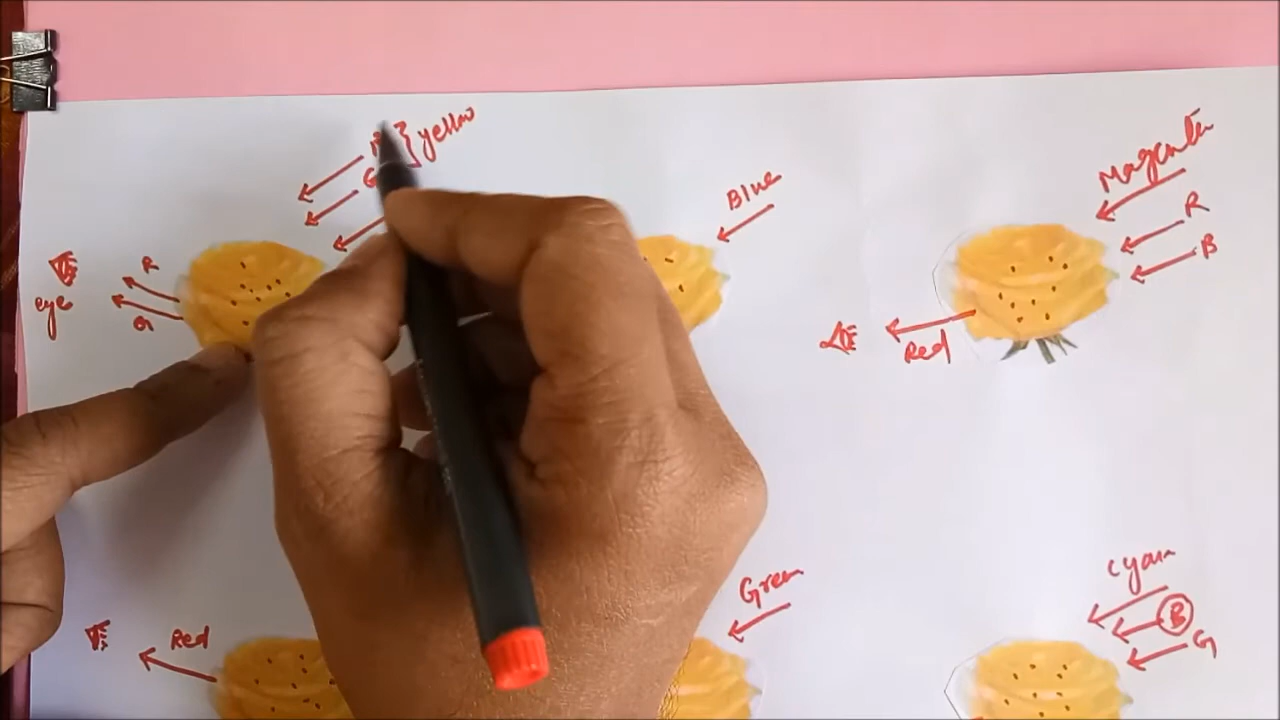 R } yellow
G
R
G
eye
Blue
Magenta
R
B
Red
Red
Green
Cyan
B
G